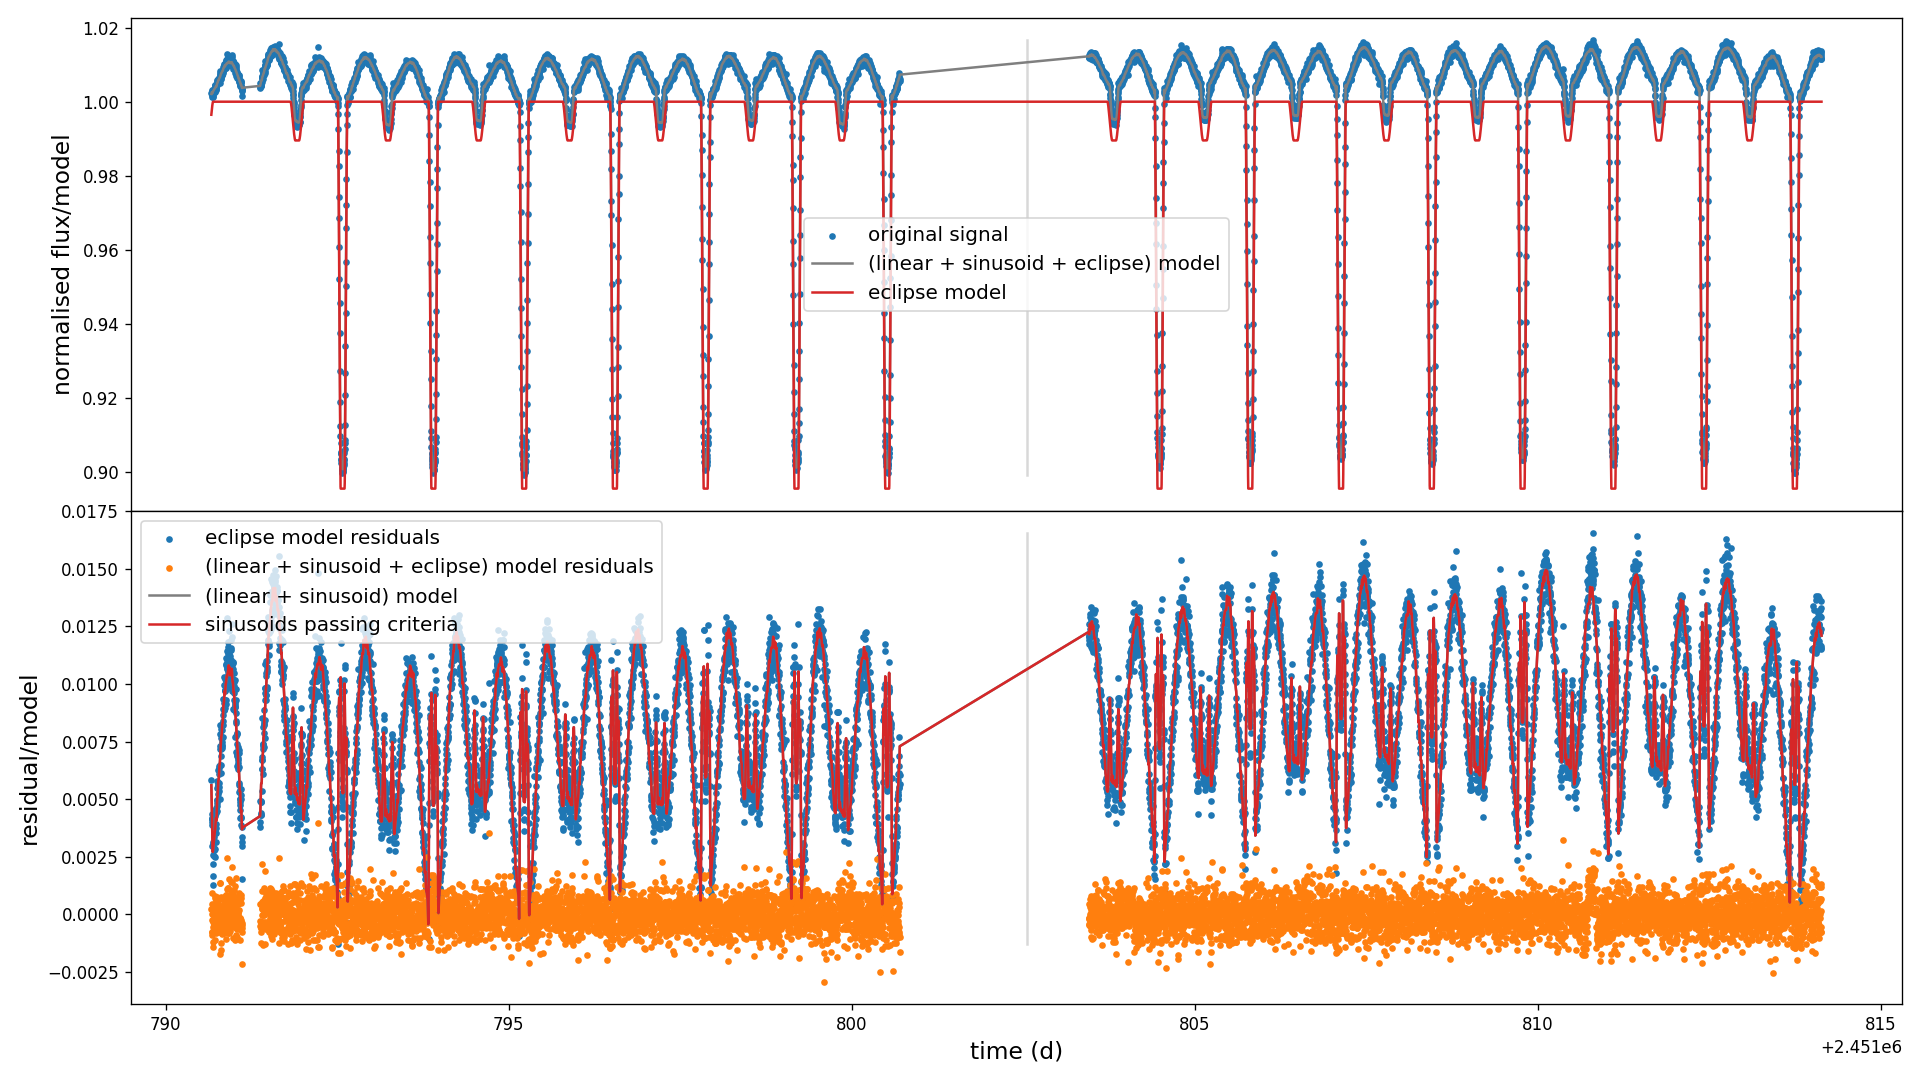 1.02
1.00
0.98
0.96
0.94
0.92
0.90
normalised flux/model
original signal
(linear + sinusoid + eclipse) model
eclipse model
0.0175
0.0150
0.0125
0.0100
0.0075
0.0050
0.0025
0.0000
−0.0025
residual/model
eclipse model residuals
(linear + sinusoid + eclipse) model residuals
(linear + sinusoid) model
sinusoids passing criteria
790
795
800
805
810
815
time (d)
+2.451e6